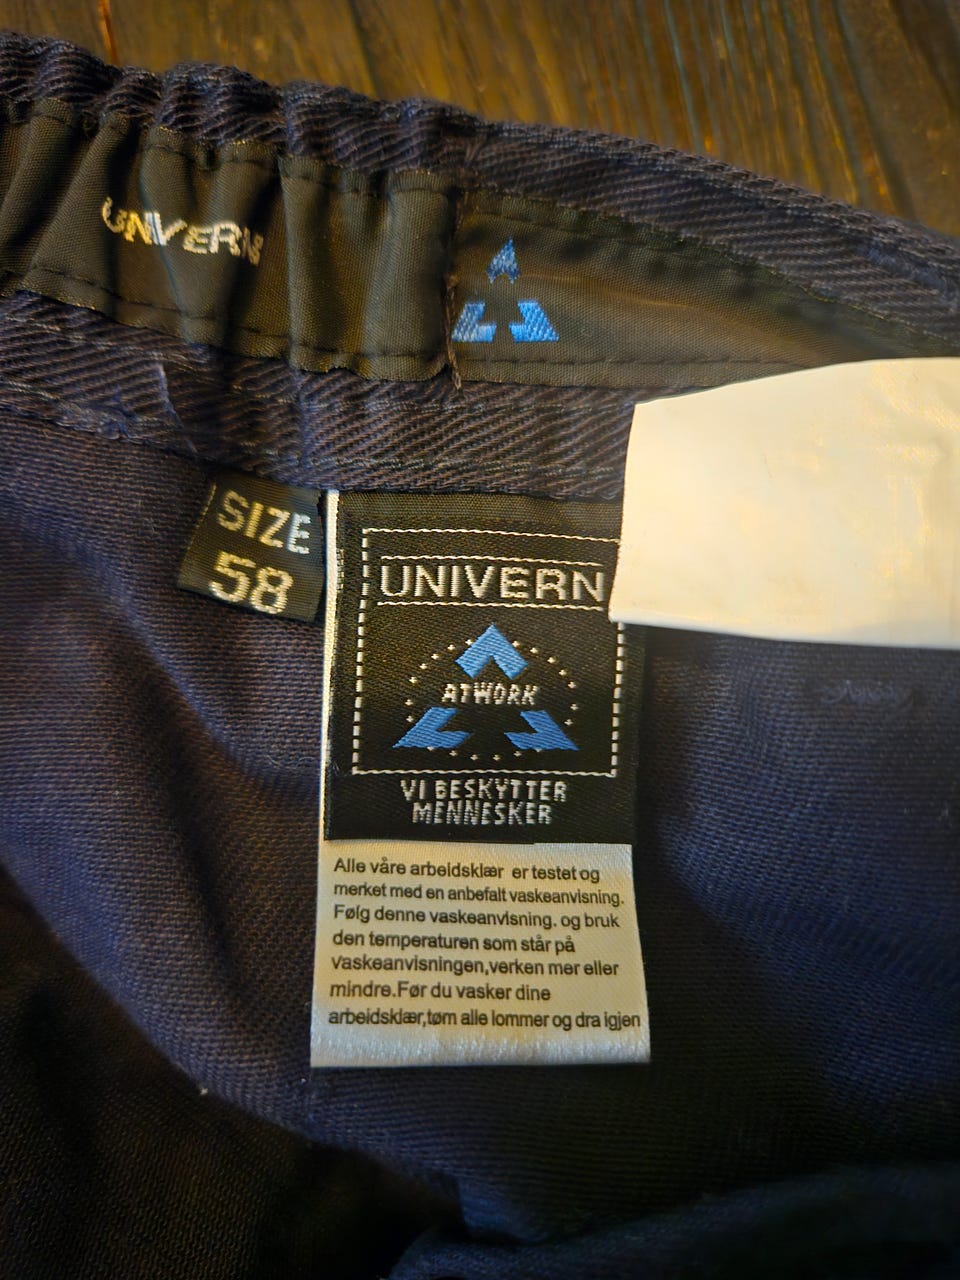 UNIVERN
SIZE
58
UNIVERN
ATWORK
VI BESKYTTER
MENNESKER
Alle våre arbeidsklær er testet og
merket med en anbefalt vaskeanvisning.
Følg denne vaskeanvisning. og bruk
den temperaturen som står på
vaskeanvisningen,verken mer eller
mindre.Før du vasker dine
arbeidsklær,tøm alle lommer og dra igjen